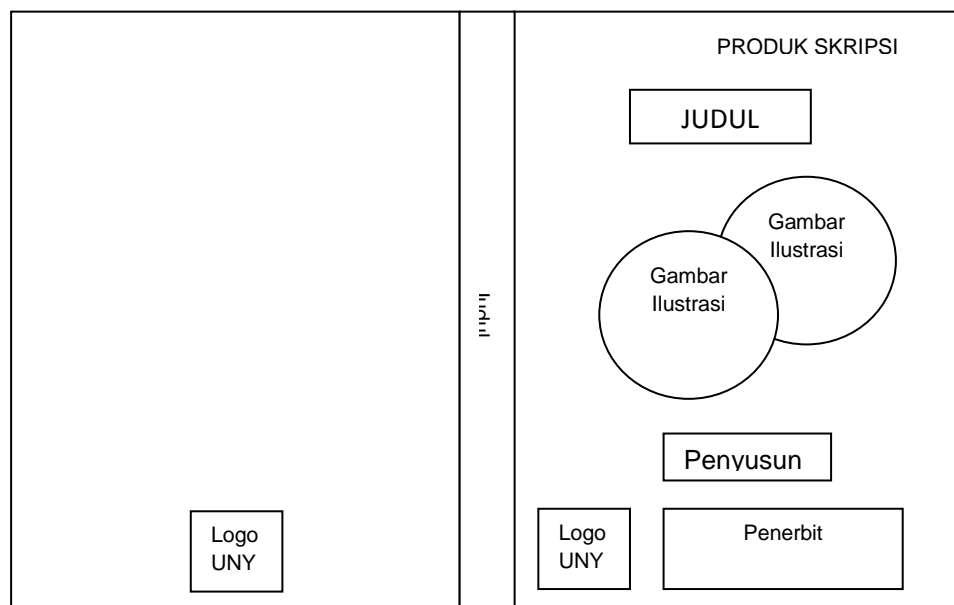 PRODUK SKRIPSI
JUDUL
Gambar
Ilustrasi
Gambar
Ilustrasi
Judul
Penyusun
Logo
UNY
Logo
UNY
Penerbit